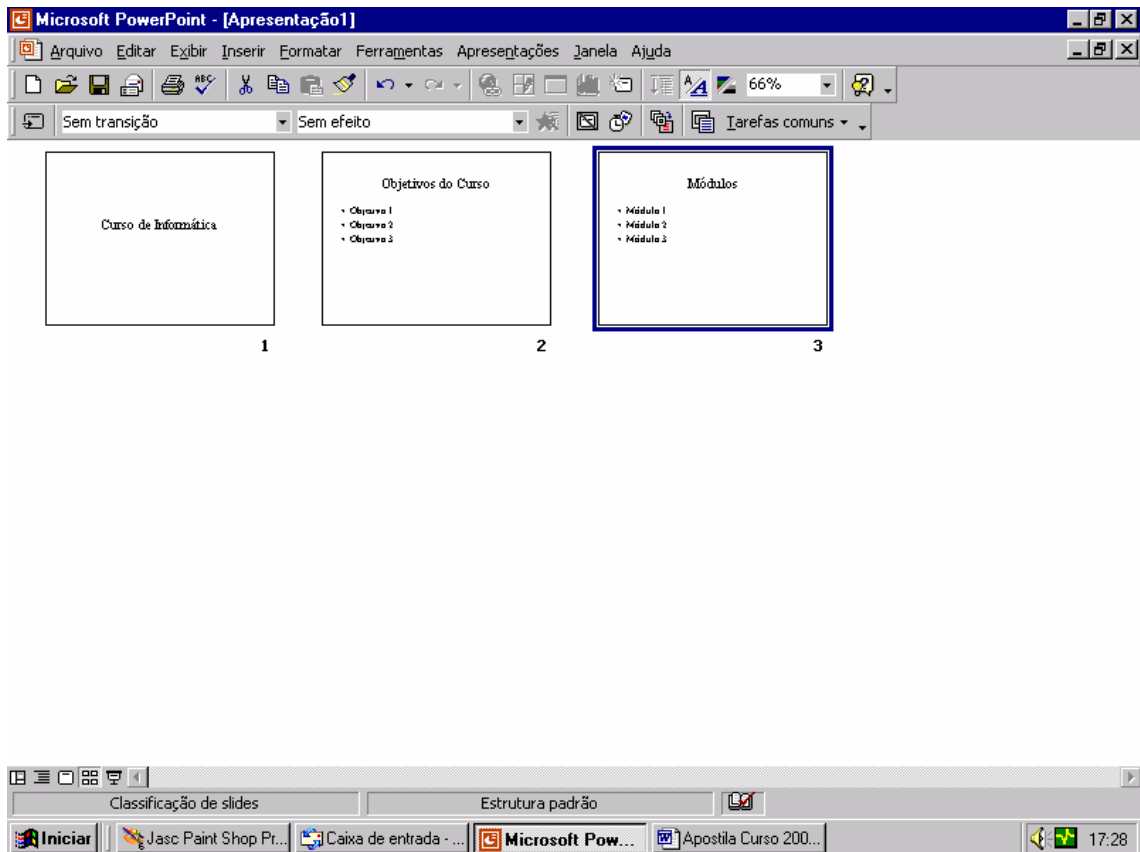 Microsoft PowerPoint - [Apresentação1]
Arquivo Editar Exibir Inserir Formatar Ferramentas Apresentações Janela Ajuda
ABC 66%
Sem transição Sem efeito Tarefas comuns
Curso de Informática
1
Objetivos do Curso
Objetivo 1
Objetivo 2
Objetivo 3
2
Módulos
Módulo 1
Módulo 2
Módulo 3
3
Classificação de slides Estrutura padrão
Iniciar Jasc Paint Shop Pr... Caixa de entrada - ... Microsoft Pow... Apostila Curso 200... 17:28